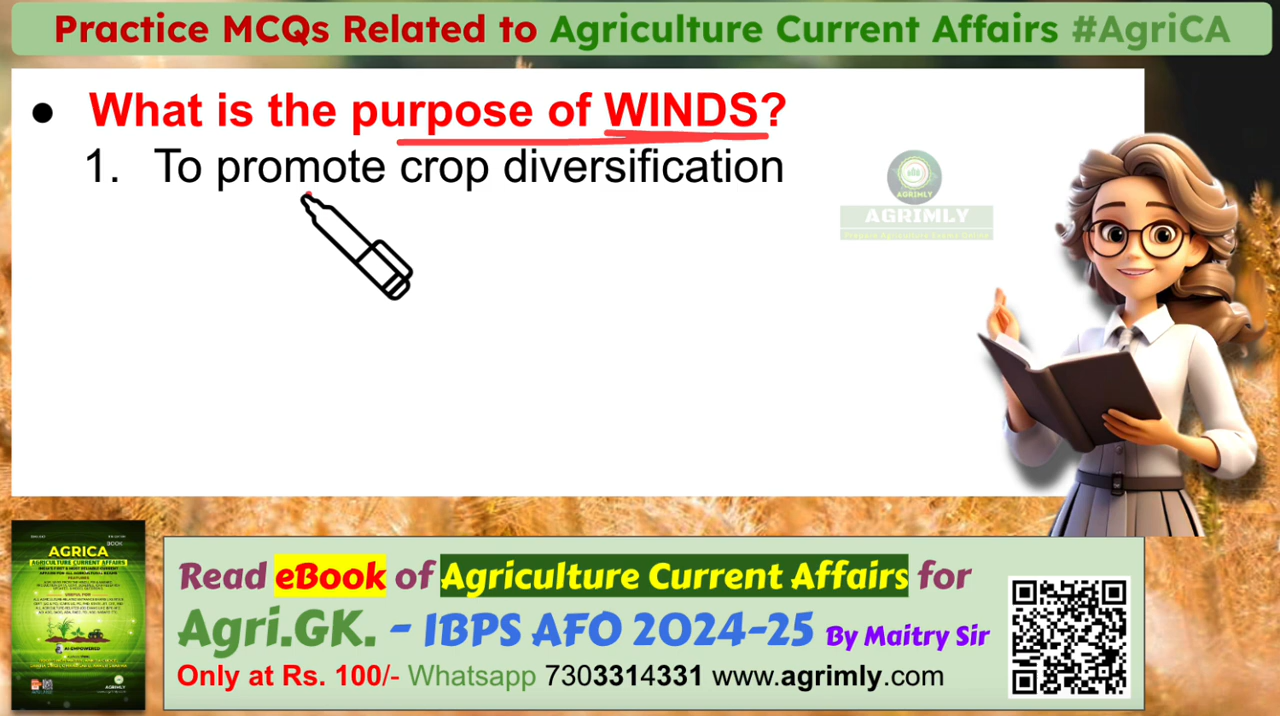 Practice MCQs Related to Agriculture Current Affairs #AgriCA
● What is the purpose of WINDS?
1. To promote crop diversification
AGRIMLY
AGRIMLY
AGRICA
BOOK
AGRICULTURE CURRENT AFFAIRS
AGRIMLY
Read eBook of Agriculture Current Affairs for
Agri.GK. - IBPS AFO 2024-25 By Maitry Sir
Only at Rs. 100/- Whatsapp 7303314331 www.agrimly.com